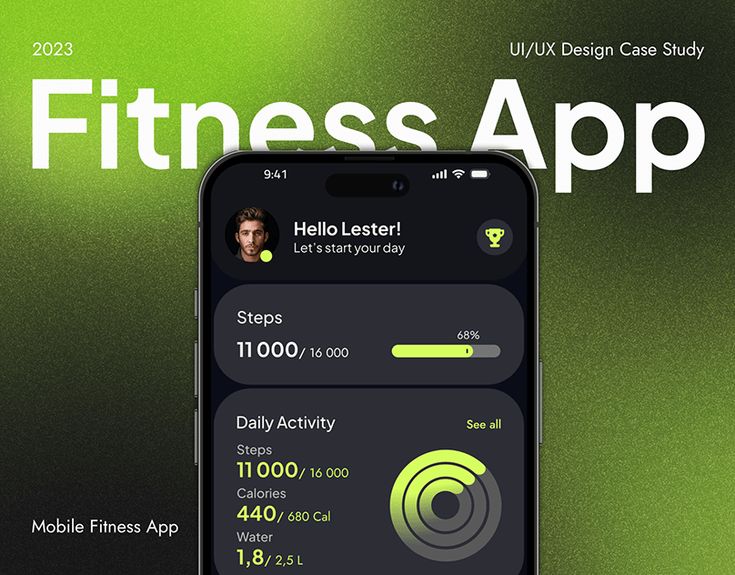 2023
UI/UX Design Case Study
Fitness App
9:41
Hello Lester!
Let's start your day
Steps
68%
11 000/ 16 000
Daily Activity
See all
Steps
11 000/ 16 000
Calories
440/ 680 Cal
Water
1,8/ 2,5 L
Mobile Fitness App